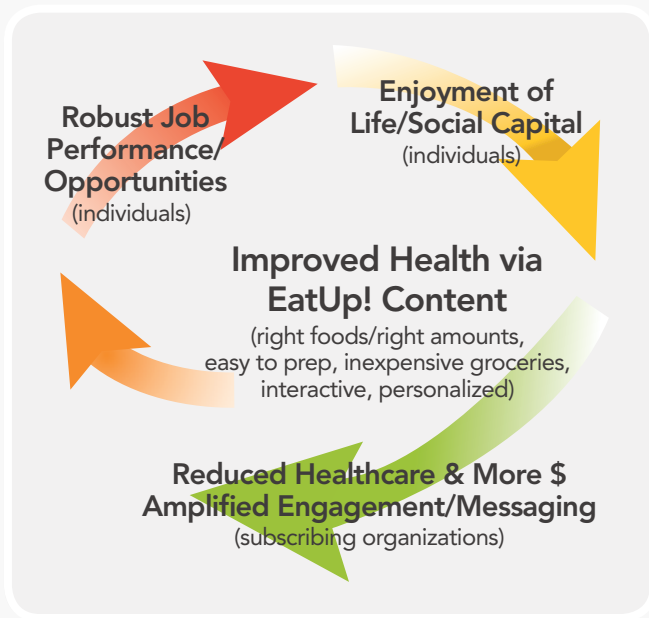 Robust Job
Performance/
Opportunities
(individuals)
Enjoyment of
Life/Social Capital
(individuals)
Improved Health via
EatUp! Content
(right foods/right amounts,
easy to prep, inexpensive groceries,
interactive, personalized)
Reduced Healthcare & More $
Amplified Engagement/Messaging
(subscribing organizations)